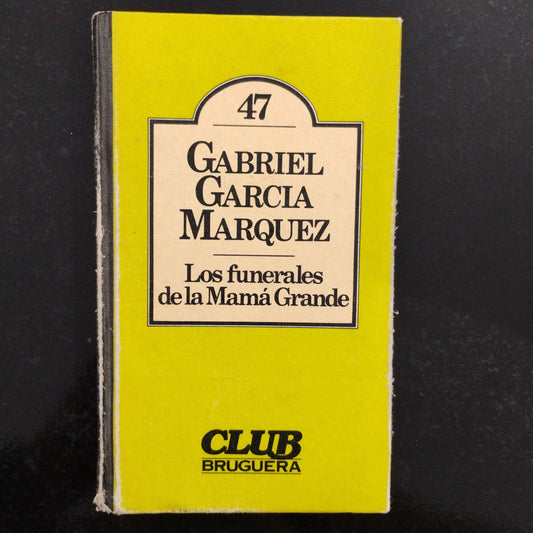 47
GABRIEL
GARCIA
MARQUEZ
Los funerales
de la Mamá Grande
CLUB
BRUGUERA